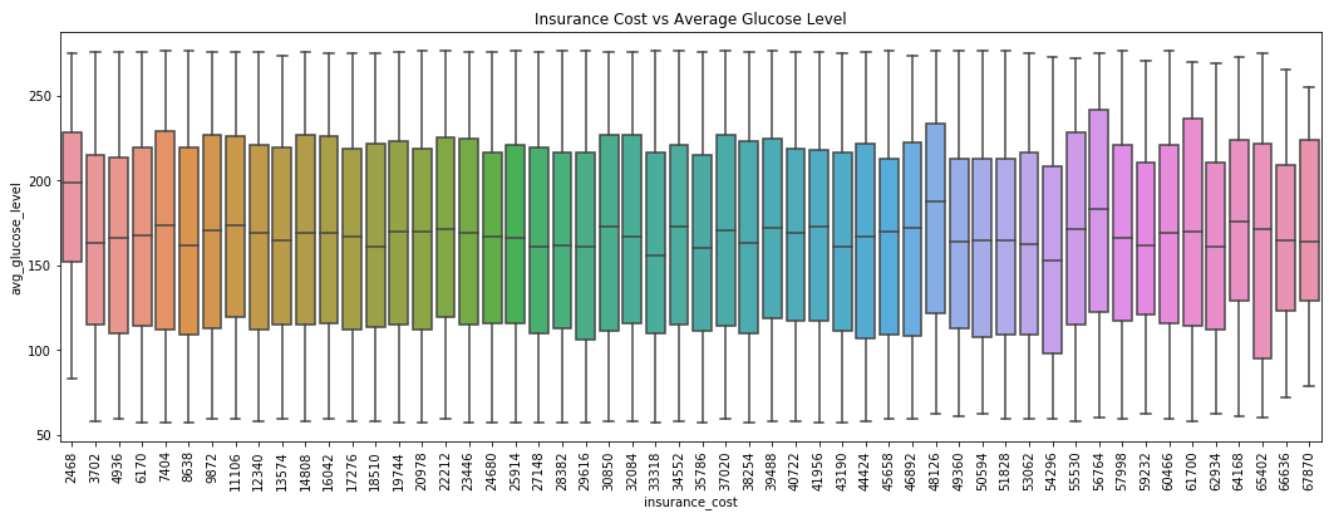 Insurance Cost vs Average Glucose Level
avg_glucose_level
250
200
150
100
50
2468 3702 4936 6170 7404 8638 9872 11106 12340 13574 14808 16042 17276 18510 19744 20978 22212 23446 24680 25914 27148 28382 29616 30850 32084 33318 34552 35786 37020 38254 39488 40722 41956 43190 44424 45658 46892 48126 49360 50594 51828 53062 54296 55530 56764 57998 59232 60466 61700 62934 64168 65402 66636 67870
insurance_cost